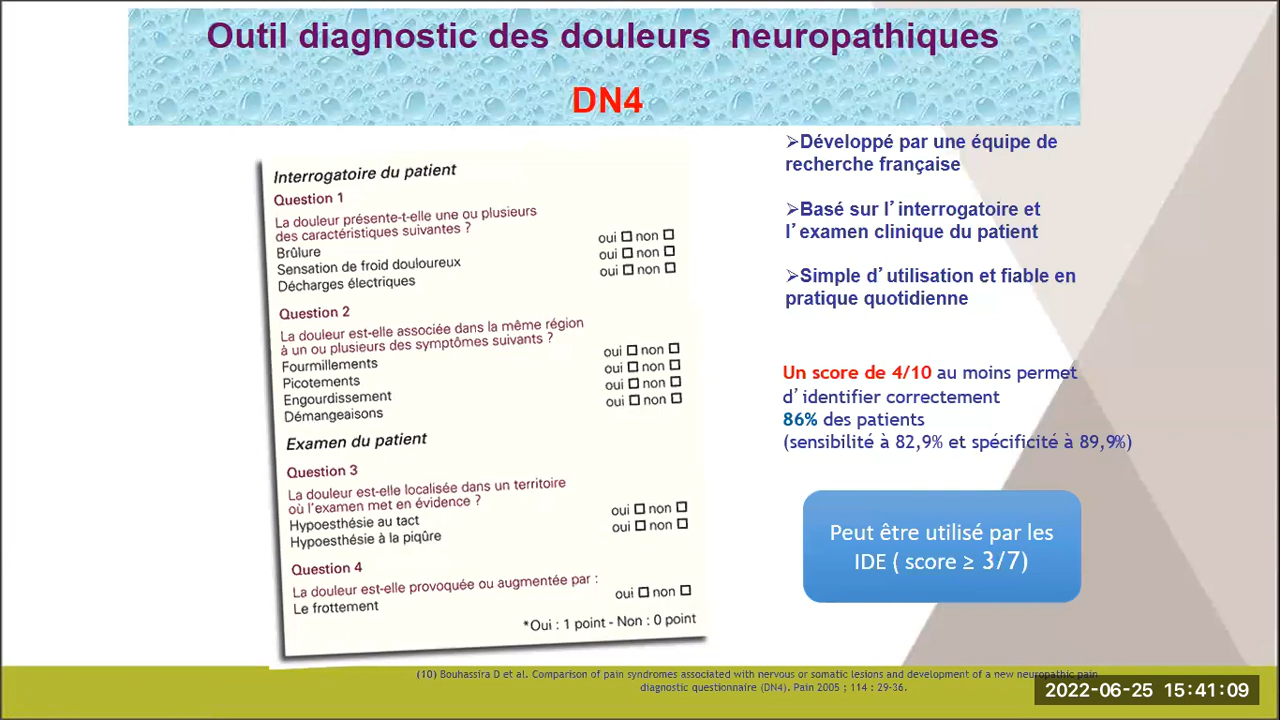 Outil diagnostic des douleurs neuropathiques
DN4
Interrogatoire du patient
Question 1
La douleur présente-t-elle une ou plusieurs
des caractéristiques suivantes ?
Brûlure oui non
Sensation de froid douloureux oui non
Décharges électriques oui non
Question 2
La douleur est-elle associée dans la même région
à un ou plusieurs des symptômes suivants ?
Fourmillements oui non
Picotements oui non
Engourdissement oui non
Démangeaisons oui non
Examen du patient
Question 3
La douleur est-elle localisée dans un territoire
où l'examen met en évidence ?
Hypoesthésie au tact oui non
Hypoesthésie à la piqûre oui non
Question 4
La douleur est-elle provoquée ou augmentée par :
Le frottement oui non
*Oui : 1 point - Non : 0 point
➢Développé par une équipe de
recherche française
➢Basé sur l’interrogatoire et
l’examen clinique du patient
➢Simple d’utilisation et fiable en
pratique quotidienne
Un score de 4/10 au moins permet
d’identifier correctement
86% des patients
(sensibilité à 82,9% et spécificité à 89,9%)
Peut être utilisé par les
IDE ( score ≥ 3/7)
(10) Bouhassira D et al. Comparison of pain syndromes associated with nervous or somatic lesions and development of a new neuropathic pain
diagnostic questionnaire (DN4). Pain 2005 ; 114 : 29-36.
2022-06-25 15:41:09